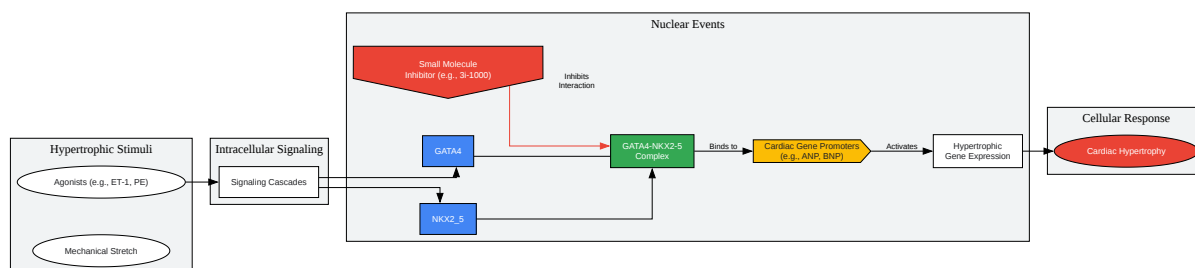 Nuclear Events
Small Molecule
Inhibitor (e.g., 3i-1000)
Inhibits
Interaction
Hypertrophic Stimuli
Agonists (e.g., ET-1, PE)
Mechanical Stretch
Intracellular Signaling
Signaling Cascades
GATA4
NKX2_5
GATA4-NKX2-5
Complex
Binds to
Cardiac Gene Promoters
(e.g., ANP, BNP)
Activates
Hypertrophic
Gene Expression
Cellular Response
Cardiac Hypertrophy